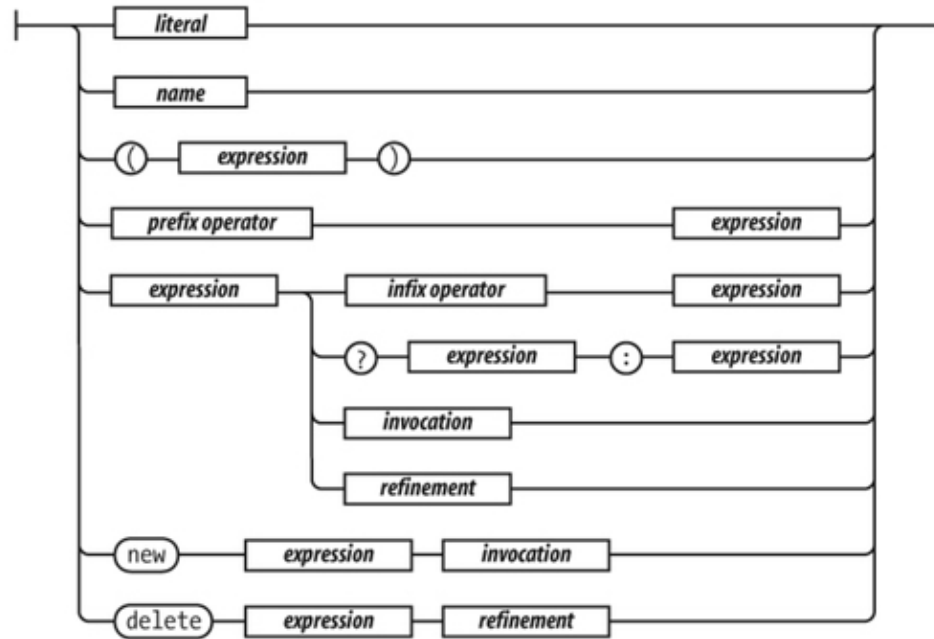 literal
name
( expression )
prefix operator expression
expression infix operator expression
? expression : expression
invocation
refinement
new expression invocation
delete expression refinement